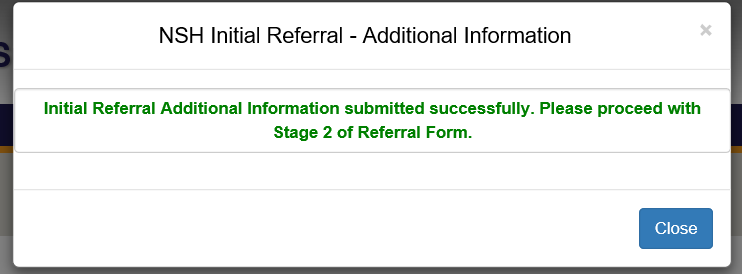 NSH Initial Referral - Additional Information
×
Initial Referral Additional Information submitted successfully. Please proceed with
Stage 2 of Referral Form.
Close